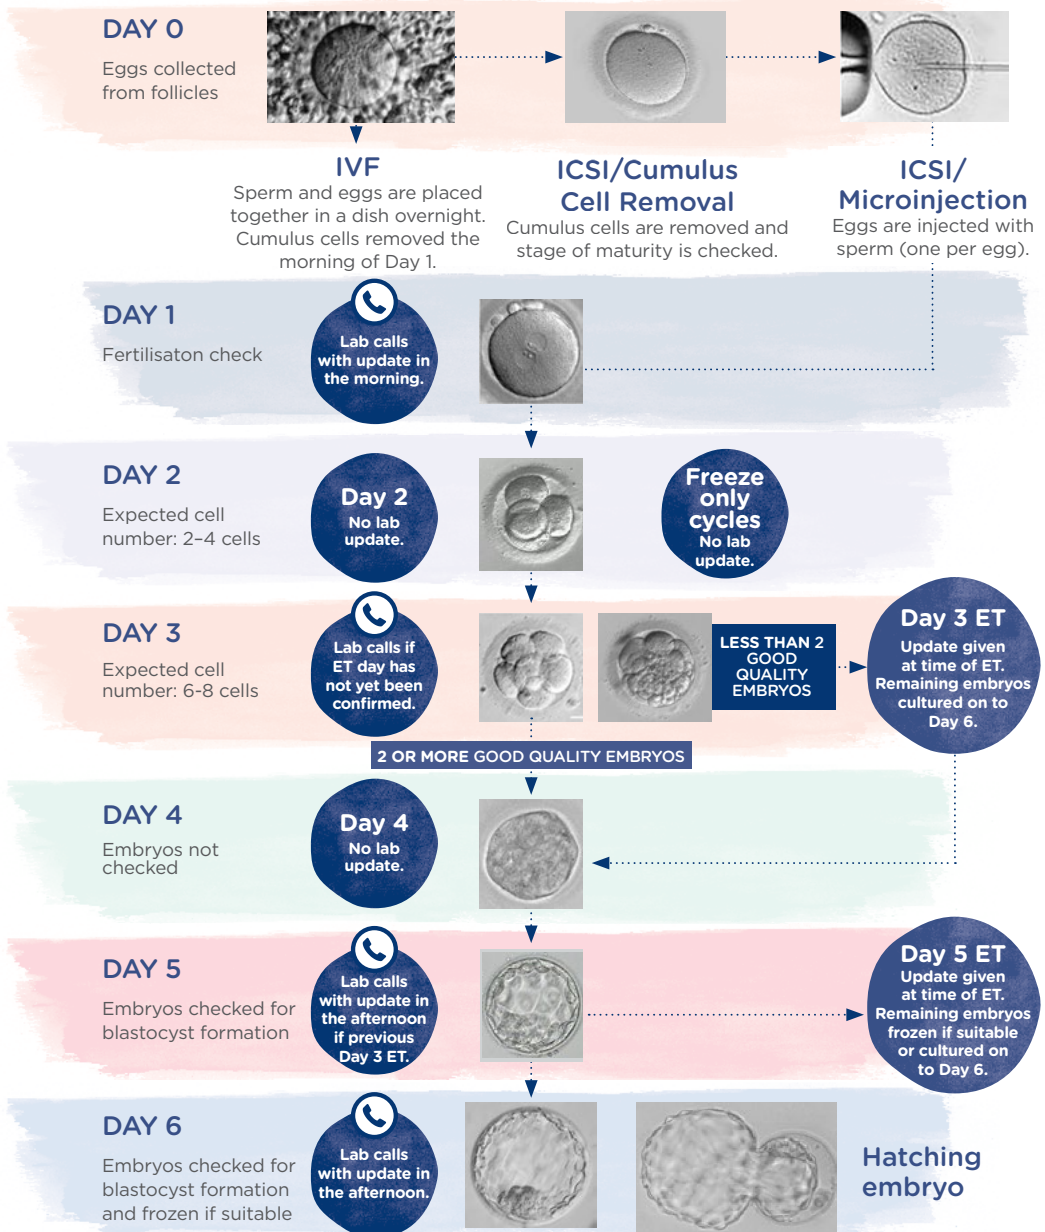 DAY 0
Eggs collected
from follicles
IVF
Sperm and eggs are placed
together in a dish overnight.
Cumulus cells removed the
morning of Day 1.
ICSI/Cumulus
Cell Removal
Cumulus cells are removed and
stage of maturity is checked.
ICSI/
Microinjection
Eggs are injected with
sperm (one per egg).
DAY 1
Fertilisaton check
Lab calls
with update in
the morning.
DAY 2
Expected cell
number: 2–4 cells
Day 2
No lab
update.
Freeze
only
cycles
No lab
update.
DAY 3
Expected cell
number: 6-8 cells
Lab calls if
ET day has
not yet been
confirmed.
LESS THAN 2
GOOD
QUALITY
EMBRYOS
Day 3 ET
Update given
at time of ET.
Remaining embryos
cultured on to
Day 6.
2 OR MORE GOOD QUALITY EMBRYOS
DAY 4
Embryos not
checked
Day 4
No lab
update.
DAY 5
Embryos checked for
blastocyst formation
Lab calls
with update in
the afternoon
if previous
Day 3 ET.
Day 5 ET
Update given
at time of ET.
Remaining embryos
frozen if suitable
or cultured on
to Day 6.
DAY 6
Embryos checked for
blastocyst formation
and frozen if suitable
Lab calls
with update in
the afternoon.
Hatching
embryo